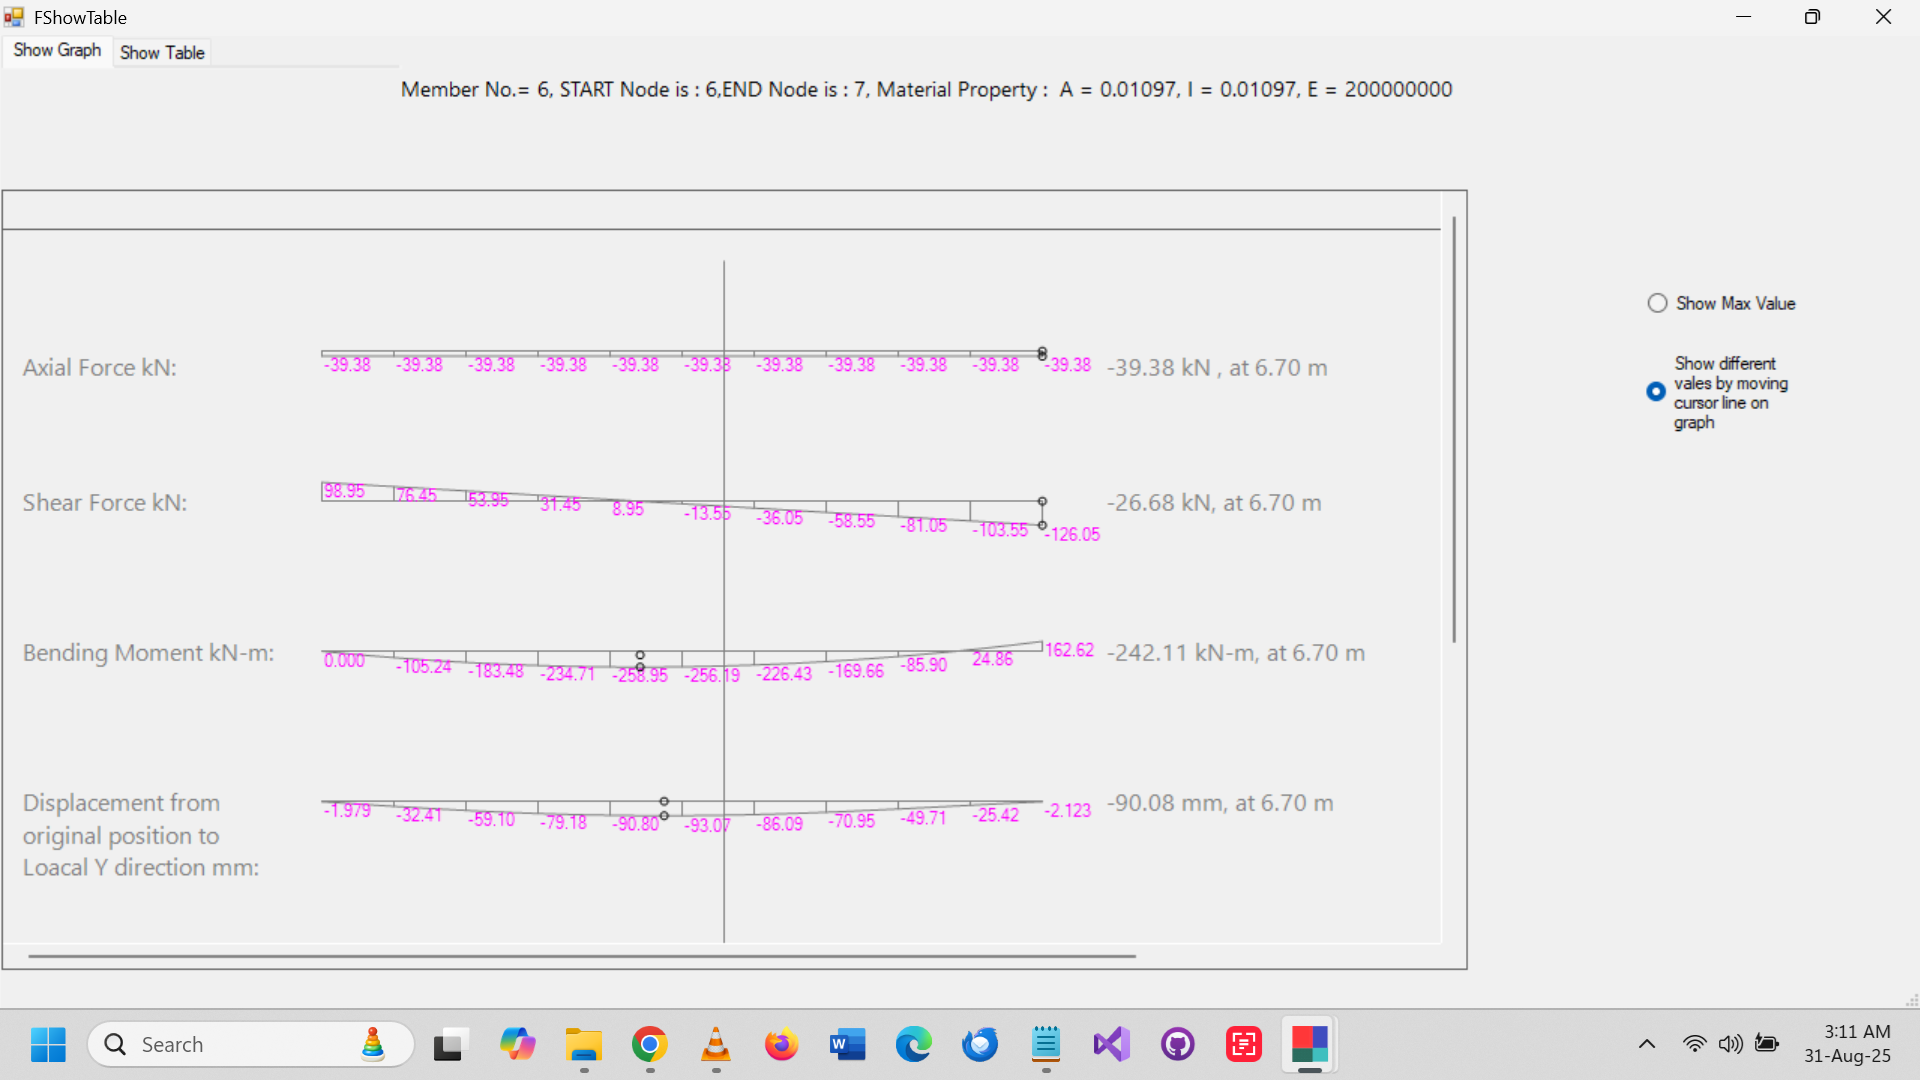 FShowTable
Show Graph
Show Table
Member No.= 6, START Node is : 6,END Node is : 7, Material Property : A = 0.01097, I = 0.01097, E = 200000000
Show Max Value
Show different
vales by moving
cursor line on
graph
Axial Force kN:
-39.38 -39.38 -39.38 -39.38 -39.38 -39.38 -39.38 -39.38 -39.38 -39.38 -39.38
-39.38 kN , at 6.70 m
Shear Force kN:
98.95 76.45 53.95 31.45 8.95 -13.55 -36.05 -58.55 -81.05 -103.55 -126.05
-26.68 kN, at 6.70 m
Bending Moment kN-m:
0.000 -105.24 -183.48 -234.71 -258.95 -256.19 -226.43 -169.66 -85.90 24.86 162.62
-242.11 kN-m, at 6.70 m
Displacement from
original position to
Loacal Y direction mm:
-1.979 -32.41 -59.10 -79.18 -90.80 -93.07 -86.09 -70.95 -49.71 -25.42 -2.123
-90.08 mm, at 6.70 m
Search
3:11 AM
31-Aug-25